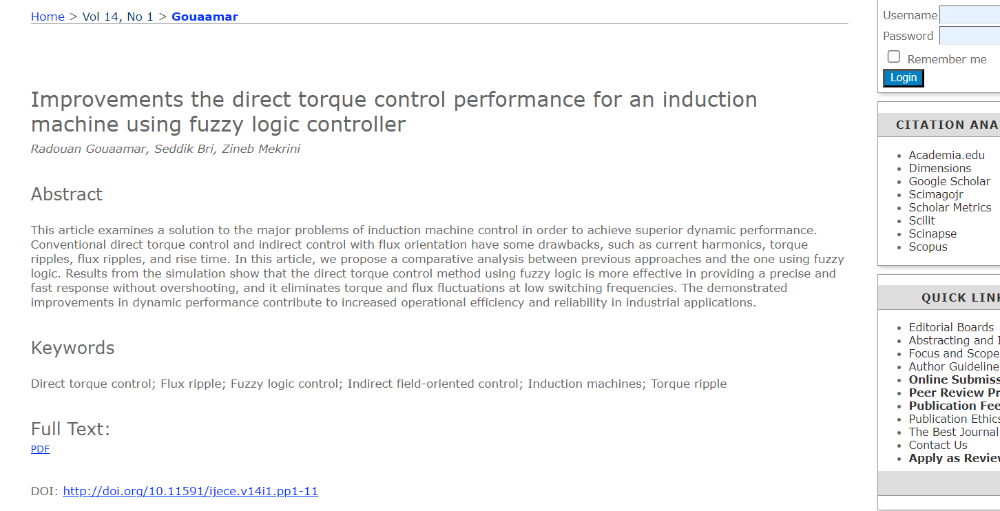 Home > Vol 14, No 1 > Gouaamar
Improvements the direct torque control performance for an induction
machine using fuzzy logic controller
Radouan Gouaamar, Seddik Bri, Zineb Mekrini
Abstract
This article examines a solution to the major problems of induction machine control in order to achieve superior dynamic performance.
Conventional direct torque control and indirect control with flux orientation have some drawbacks, such as current harmonics, torque
ripples, flux ripples, and rise time. In this article, we propose a comparative analysis between previous approaches and the one using fuzzy
logic. Results from the simulation show that the direct torque control method using fuzzy logic is more effective in providing a precise and
fast response without overshooting, and it eliminates torque and flux fluctuations at low switching frequencies. The demonstrated
improvements in dynamic performance contribute to increased operational efficiency and reliability in industrial applications.
Keywords
Direct torque control; Flux ripple; Fuzzy logic control; Indirect field-oriented control; Induction machines; Torque ripple
Full Text:
PDF
DOI: http://doi.org/10.11591/ijece.v14i1.pp1-11
Username
Password
Remember me
Login
CITATION ANA
Academia.edu
Dimensions
Google Scholar
Scimagojr
Scholar Metrics
Scilit
Scinapse
Scopus
QUICK LIN
Editorial Boards
Abstracting and
Focus and Scope
Author Guideline
Online Submiss
Peer Review Pr
Publication Fee
Publication Ethics
The Best Journal
Contact Us
Apply as Review